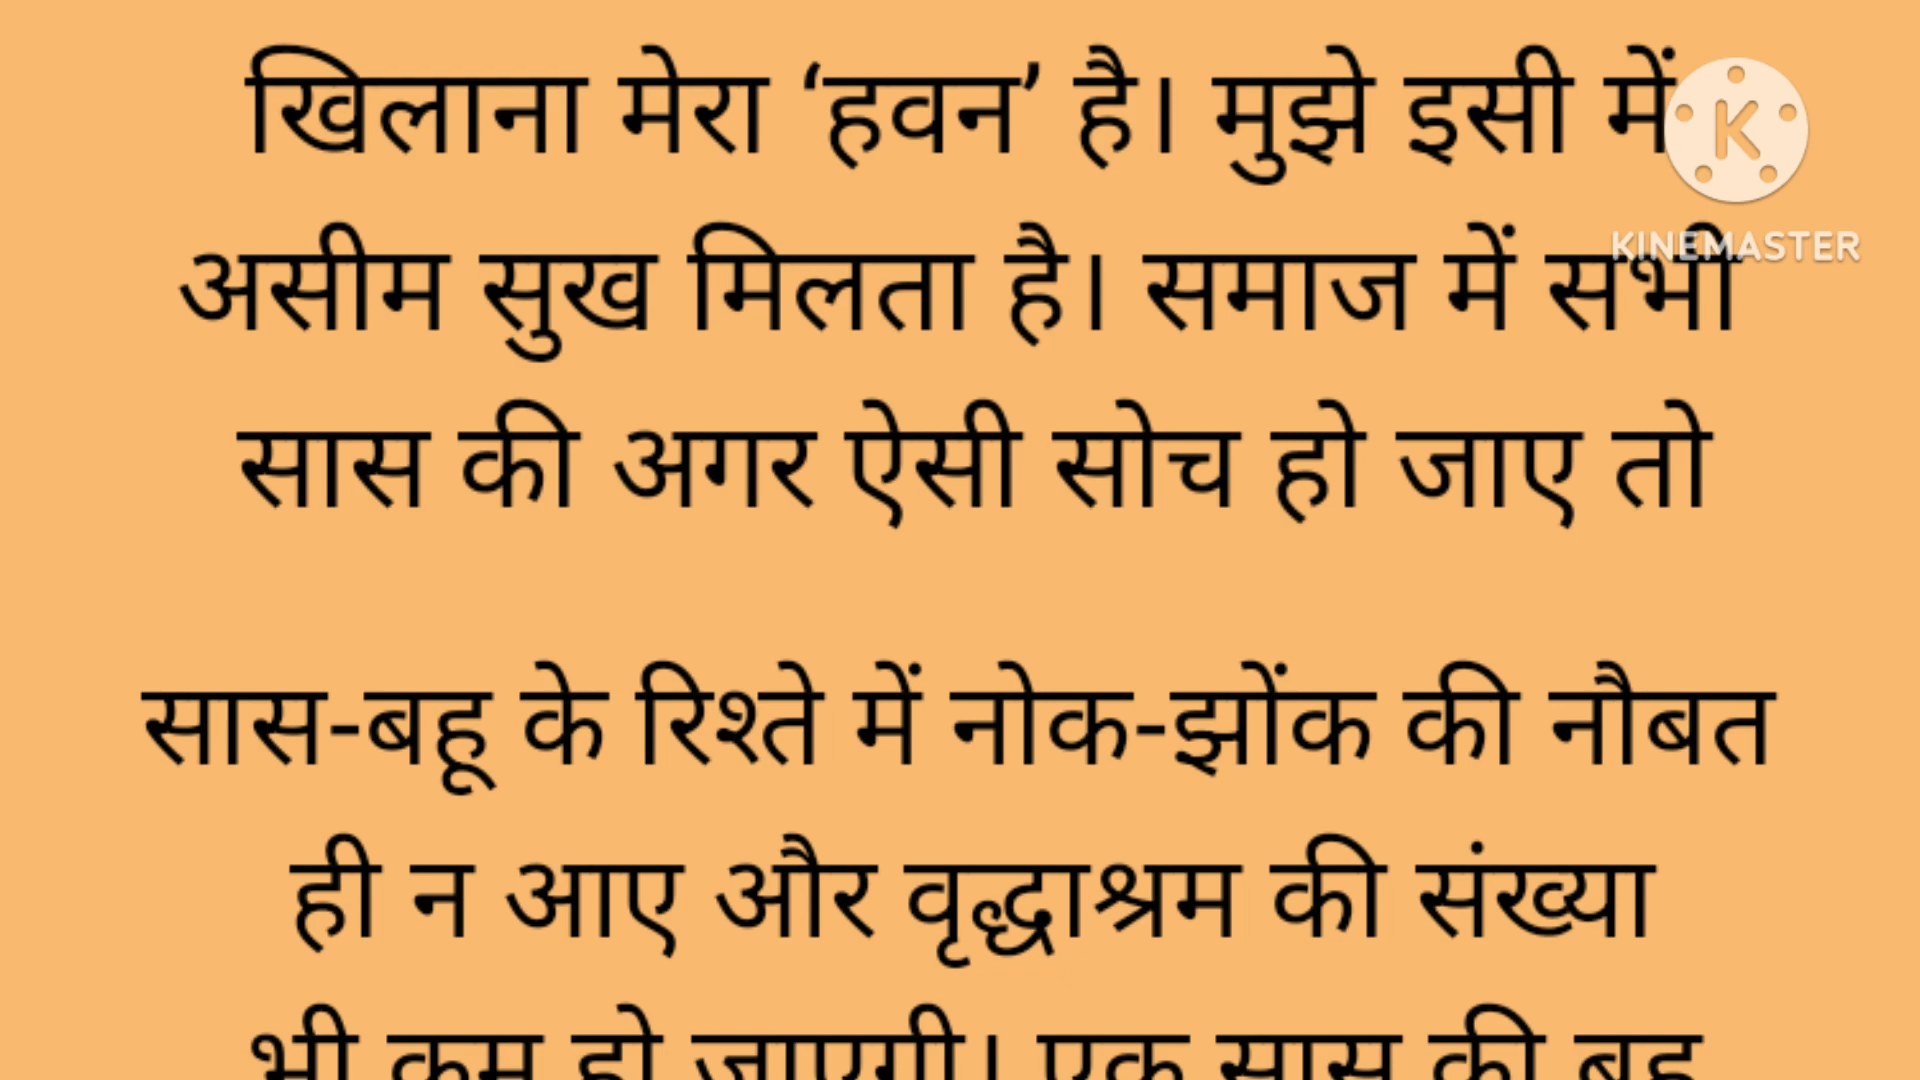 खिलाना मेरा ‘हवन’ है। मुझे इसी में
K
KINEMASTER
असीम सुख मिलता है। समाज में सभी
सास की अगर ऐसी सोच हो जाए तो
सास-बहू के रिश्ते में नोक-झोंक की नौबत
ही न आए और वृद्धाश्रम की संख्या
भी कम हो जाएगी। एक सास की बहू